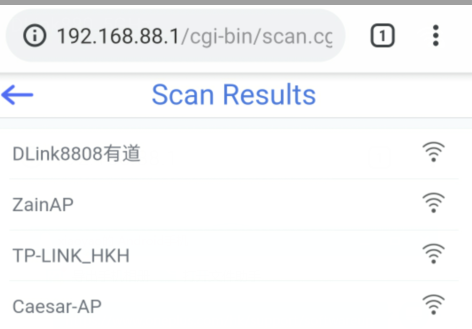 192.168.88.1/cgi-bin/scan.cg
1
Scan Results
DLink8808有道
ZainAP
TP-LINK_HKH
Caesar-AP